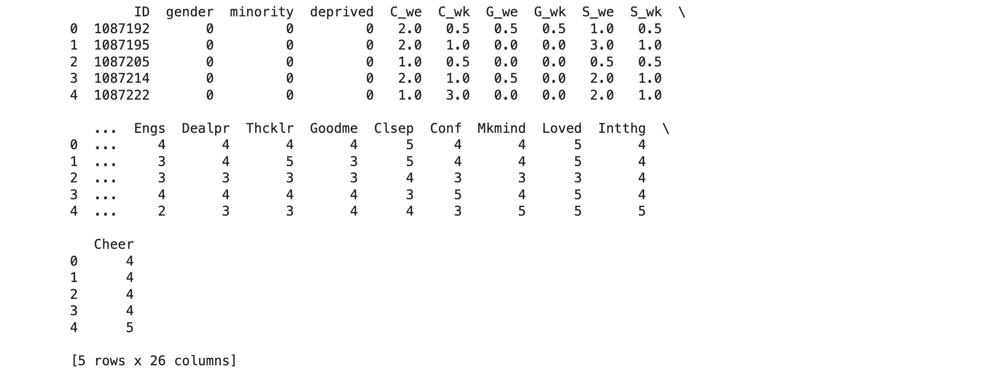 ID gender minority deprived C_we C_wk G_we G_wk S_we S_wk \
0 1087192 0 0 0 2.0 0.5 0.5 0.5 1.0 0.5
1 1087195 0 0 0 2.0 1.0 0.0 0.0 3.0 1.0
2 1087205 0 0 0 1.0 0.5 0.0 0.0 0.5 0.5
3 1087214 0 0 0 2.0 1.0 0.5 0.0 2.0 1.0
4 1087222 0 0 0 1.0 3.0 0.0 0.0 2.0 1.0
... Engs Dealpr Thcklr Goodme Clsep Conf Mkmind Loved Intthg \
0 ... 4 4 4 4 5 4 4 5 4
1 ... 3 4 5 3 5 4 4 5 4
2 ... 3 3 3 3 4 3 3 3 4
3 ... 4 4 4 4 3 5 4 5 4
4 ... 2 3 3 4 4 3 5 5 5
Cheer
0 4
1 4
2 4
3 4
4 5
[5 rows x 26 columns]